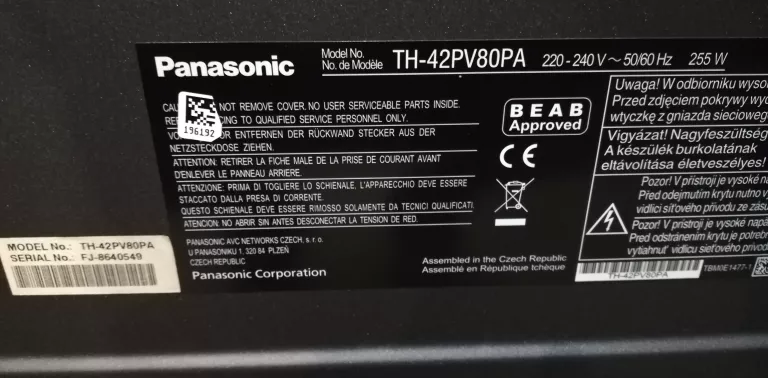 Panasonic
Model No.
No. de Modèle
TH-42PV80PA
220 - 240 V ~ 50/60 Hz
255 W
NOT REMOVE COVER. NO USER SERVICEABLE PARTS INSIDE.
TO QUALIFIED SERVICE PERSONNEL ONLY.
196192
ENTFERNEN DER RÜCKWAND STECKER AUS DER
NETZSTECKDOSE ZIEHEN.
ATTENTION: RETIRER LA FICHE MALE DE LA PRISE DE COURANT AVANT
D'ENLEVER LE PANNEAU ARRIERE.
ATTENZIONE: PRIMA DI TOGLIERE LO SCHIENALE, L'APPARECCHIO DEVE ESSERE
STACCATO DALLA PRESA DI CORRENTE.
QUESTO SCHIENALE DEVE ESSERE RIMOSSO SOLAMENTE DA TECNICI QUALIFICATI.
ATENCION: NO ABRIR SIN ANTES DESCONECTAR LA TENSION DE RED.
PANASONIC AVC NETWORKS CZECH, s. r. o.
U PANASONIKU 1, 320 84 PLZEŇ
CZECH REPUBLIC
Panasonic Corporation
BEAB
Approved
CE
Assembled in the Czech Republic
Assemblé en République tchèque
Uwaga! W odbiorniku
Przed zdjęciem pokrywy
wtyczkę z gniazda sieciowego
Vigyázat! Nagyfeszültség
A készülék burkolatának
eltávolítása életveszélyes!
Pozor! V přístroji je vysoké
Před odejmutím krytu nutno
vidlici síťového přívodu ze
Pozor! V prístroji je vysoké
Pred odstránením krytu je
vytiahnuť vidlicu sieťového
TH-42PV80PA
TBM0E1477-1
MODEL No.: TH-42PV80PA
SERIAL No.: FJ-8640549